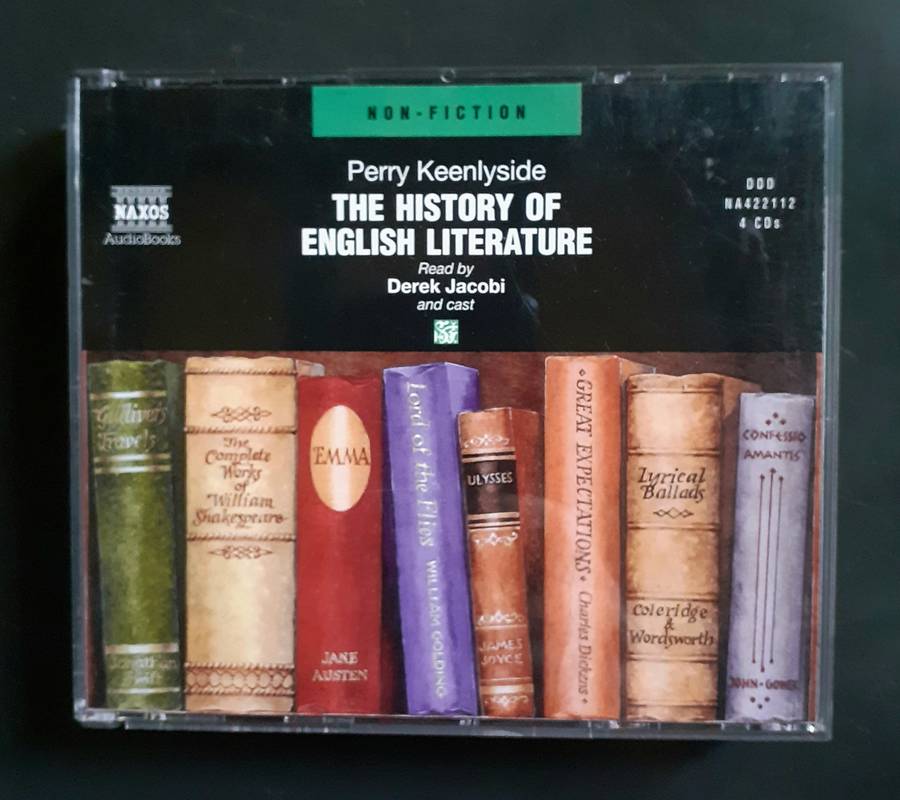 NON-FICTION
Perry Keenlyside
THE HISTORY OF
ENGLISH LITERATURE
Read by
Derek Jacobi
and cast
NAXOS
AudioBooks
DDD
NA422112
4 CDs
Gulliver's
Travels
Jonathan
Swift
The
Complete
Works
of
William
Shakespeare
EMMA
JANE
AUSTEN
Lord of the Flies WILLIAM GOLDING
ULYSSES
JAMES
JOYCE
GREAT EXPECTATIONS Charles Dickens
Lyrical
Ballads
Coleridge
&
Wordsworth
CONFESSIO
AMANTIS
JOHN GOWER